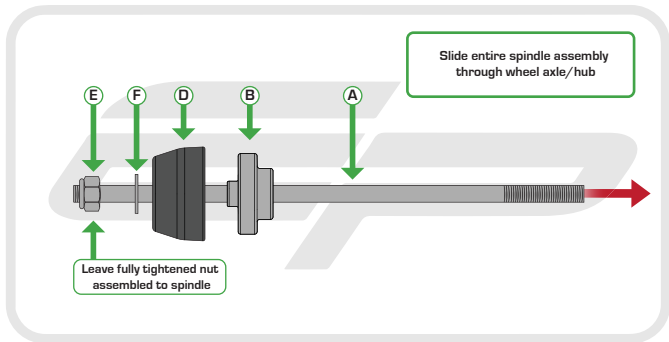 Slide entire spindle assembly
through wheel axle/hub
E
F
D
B
A
Leave fully tightened nut
assembled to spindle